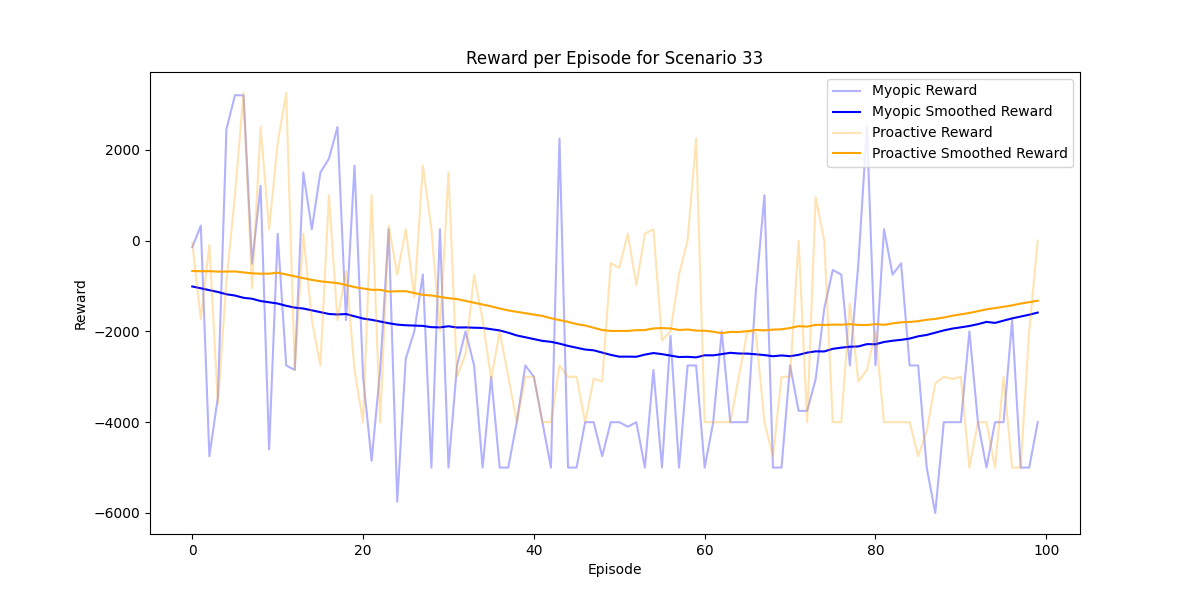 Reward per Episode for Scenario 33
Myopic Reward
Myopic Smoothed Reward
Proactive Reward
Proactive Smoothed Reward
Reward
2000
0
−2000
−4000
−6000
0 20 40 60 80 100
Episode